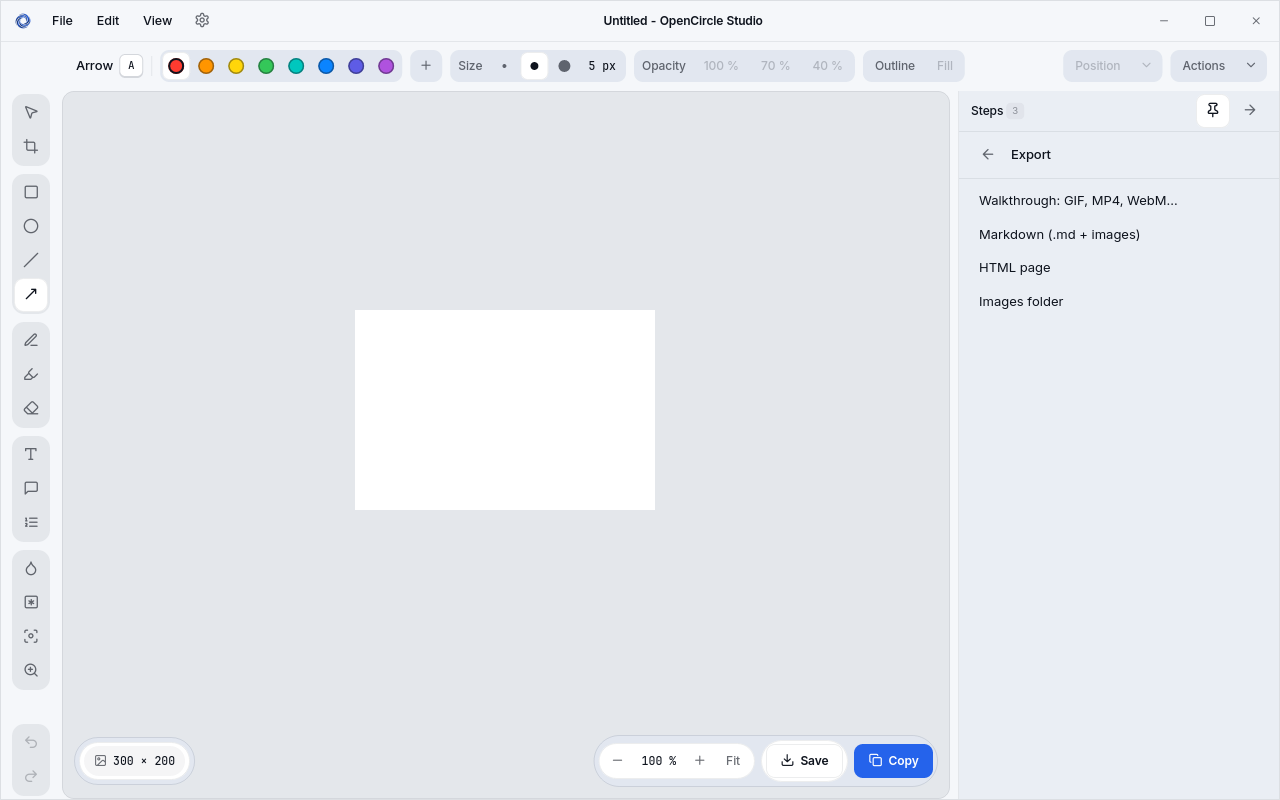 File Edit View Untitled - OpenCircle Studio
Arrow A Size 5 px Opacity 100 % 70 % 40 % Outline Fill Position Actions
Steps 3
Export
Walkthrough: GIF, MP4, WebM...
Markdown (.md + images)
HTML page
Images folder
300 × 200 100 % Fit Save Copy